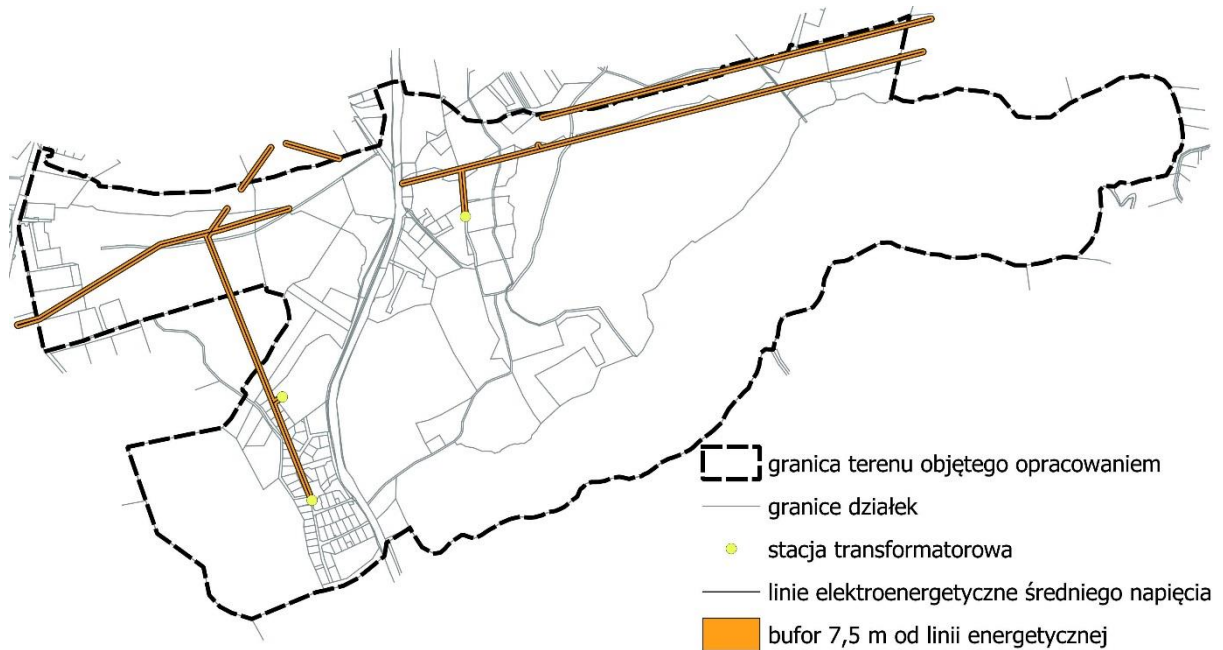 granica terenu objętego opracowaniem
granice działek
stacja transformatorowa
linie elektroenergetyczne średniego napięcia
bufor 7,5 m od linii energetycznej